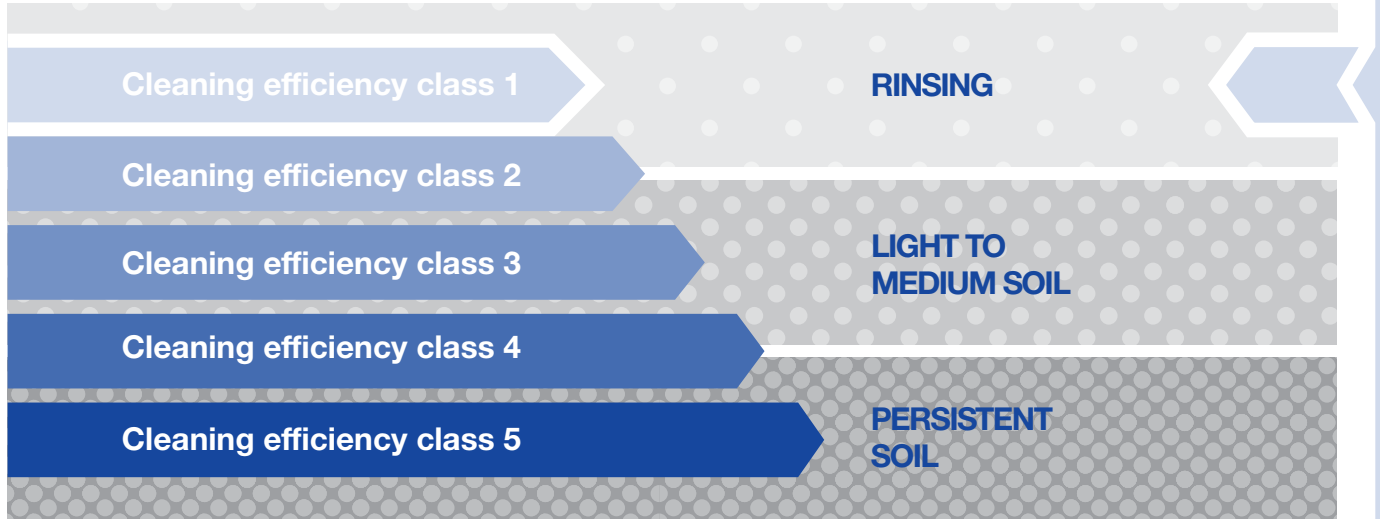 Cleaning efficiency class 1
RINSING
Cleaning efficiency class 2
Cleaning efficiency class 3
LIGHT TO
MEDIUM SOIL
Cleaning efficiency class 4
Cleaning efficiency class 5
PERSISTENT
SOIL